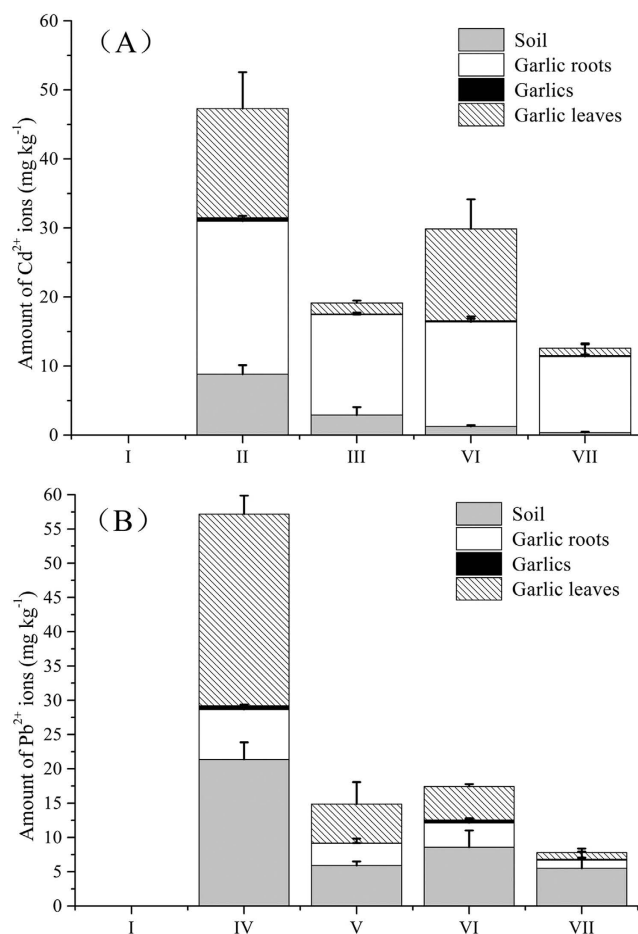 (A)
Soil
Garlic roots
Garlics
Garlic leaves
Amount of Cd²⁺ ions (mg kg⁻¹)
60
50
40
30
20
10
0
I II III VI VII
(B)
Soil
Garlic roots
Garlics
Garlic leaves
Amount of Pb²⁺ ions (mg kg⁻¹)
60
55
50
45
40
35
30
25
20
15
10
5
0
I IV V VI VII